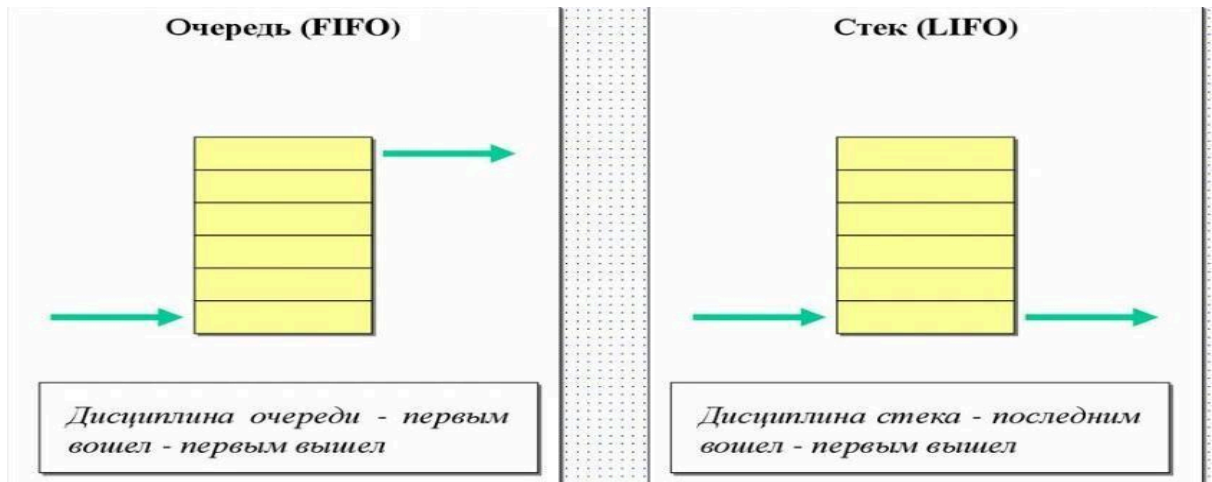 Очередь (FIFO)
Дисциплина очереди - первым
вошел - первым вышел
Стек (LIFO)
Дисциплина стека - последним
вошел - первым вышел